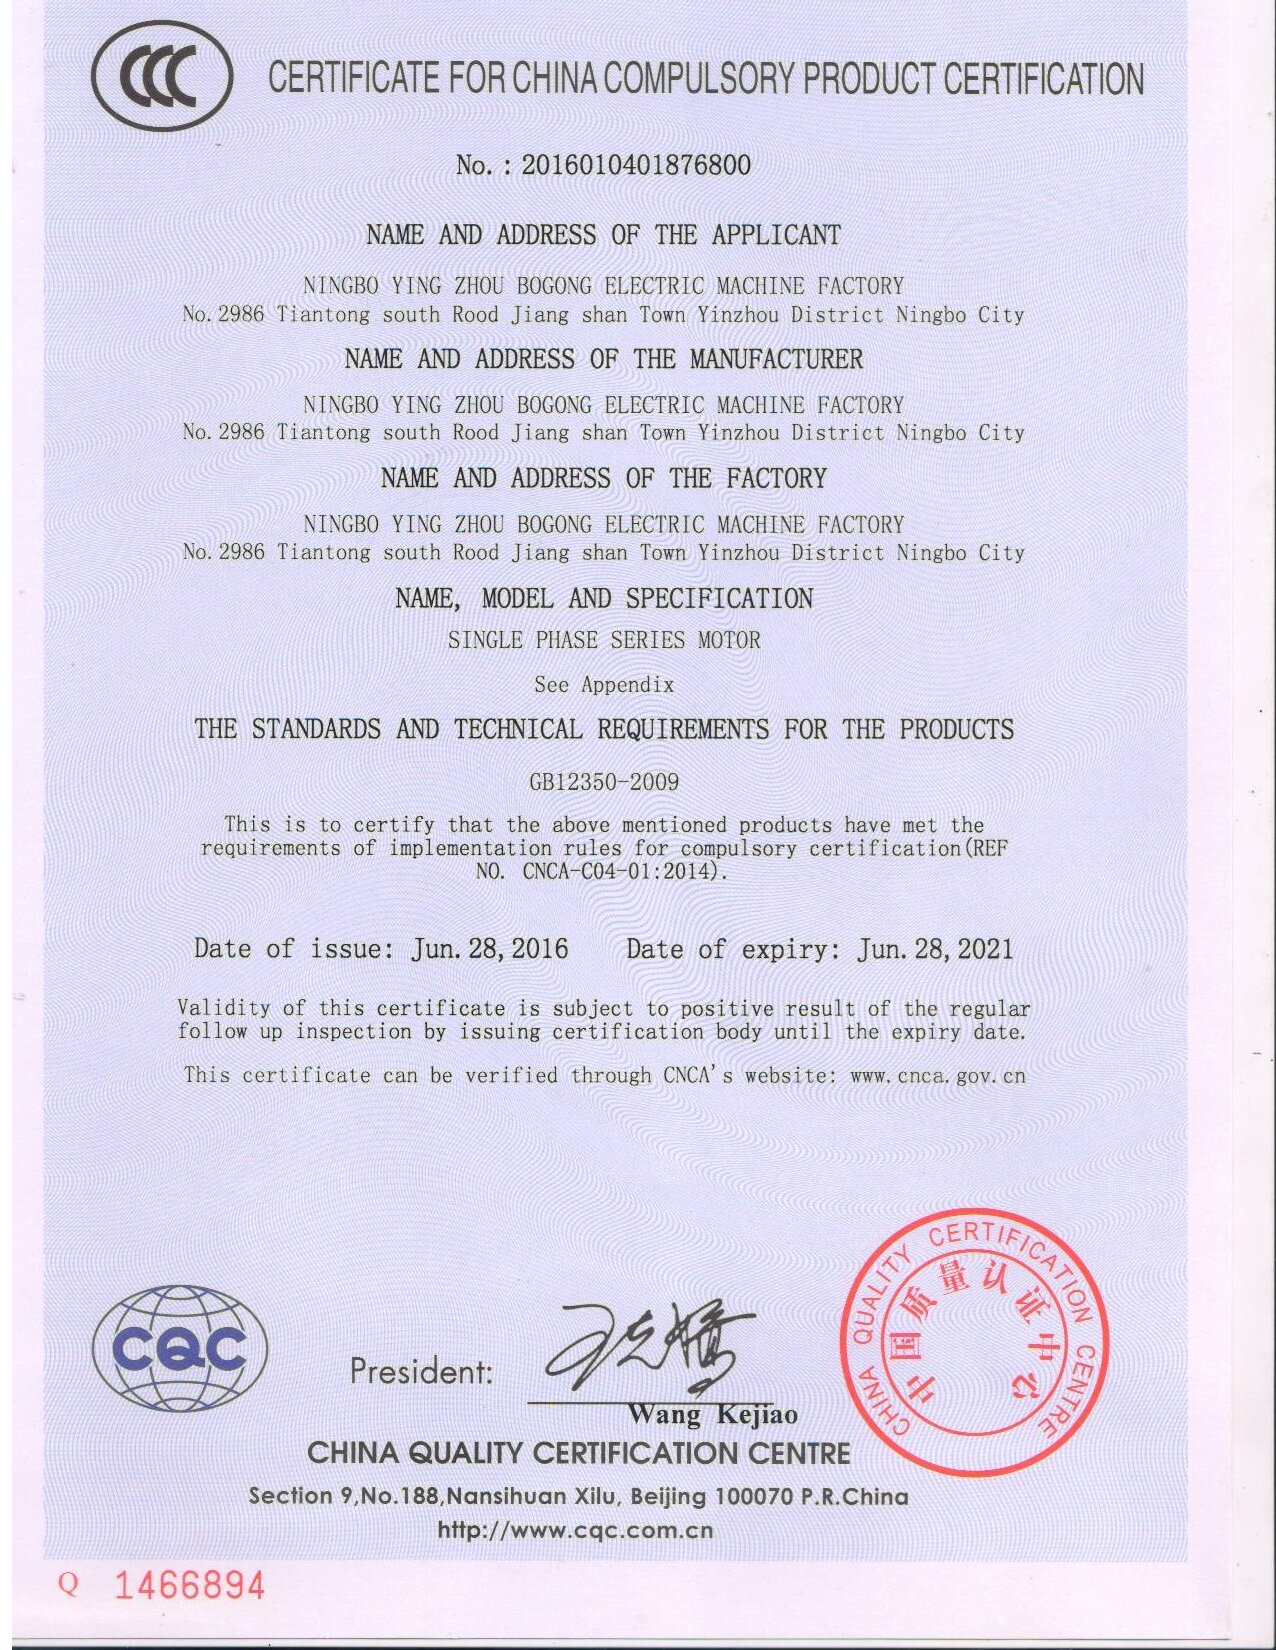 CCC
CERTIFICATE FOR CHINA COMPULSORY PRODUCT CERTIFICATION
No. : 2016010401876800
NAME AND ADDRESS OF THE APPLICANT
NINGBO YING ZHOU BOGONG ELECTRIC MACHINE FACTORY
No. 2986 Tiantong south Rood Jiang shan Town Yinzhou District Ningbo City
NAME AND ADDRESS OF THE MANUFACTURER
NINGBO YING ZHOU BOGONG ELECTRIC MACHINE FACTORY
No. 2986 Tiantong south Rood Jiang shan Town Yinzhou District Ningbo City
NAME AND ADDRESS OF THE FACTORY
NINGBO YING ZHOU BOGONG ELECTRIC MACHINE FACTORY
No. 2986 Tiantong south Rood Jiang shan Town Yinzhou District Ningbo City
NAME, MODEL AND SPECIFICATION
SINGLE PHASE SERIES MOTOR
See Appendix
THE STANDARDS AND TECHNICAL REQUIREMENTS FOR THE PRODUCTS
GB12350-2009
This is to certify that the above mentioned products have met the
requirements of implementation rules for compulsory certification(REF
NO. CNCA-C04-01:2014).
Date of issue: Jun. 28, 2016 Date of expiry: Jun. 28, 2021
Validity of this certificate is subject to positive result of the regular
follow up inspection by issuing certification body until the expiry date.
This certificate can be verified through CNCA's website: www.cnca.gov.cn
CHINA QUALITY CERTIFICATION CENTRE
中国质量认证中心
CQC
President:
王克娇
Wang Kejiao
CHINA QUALITY CERTIFICATION CENTRE
Section 9,No.188,Nansihuan Xilu, Beijing 100070 P.R.China
http://www.cqc.com.cn
Q 1466894